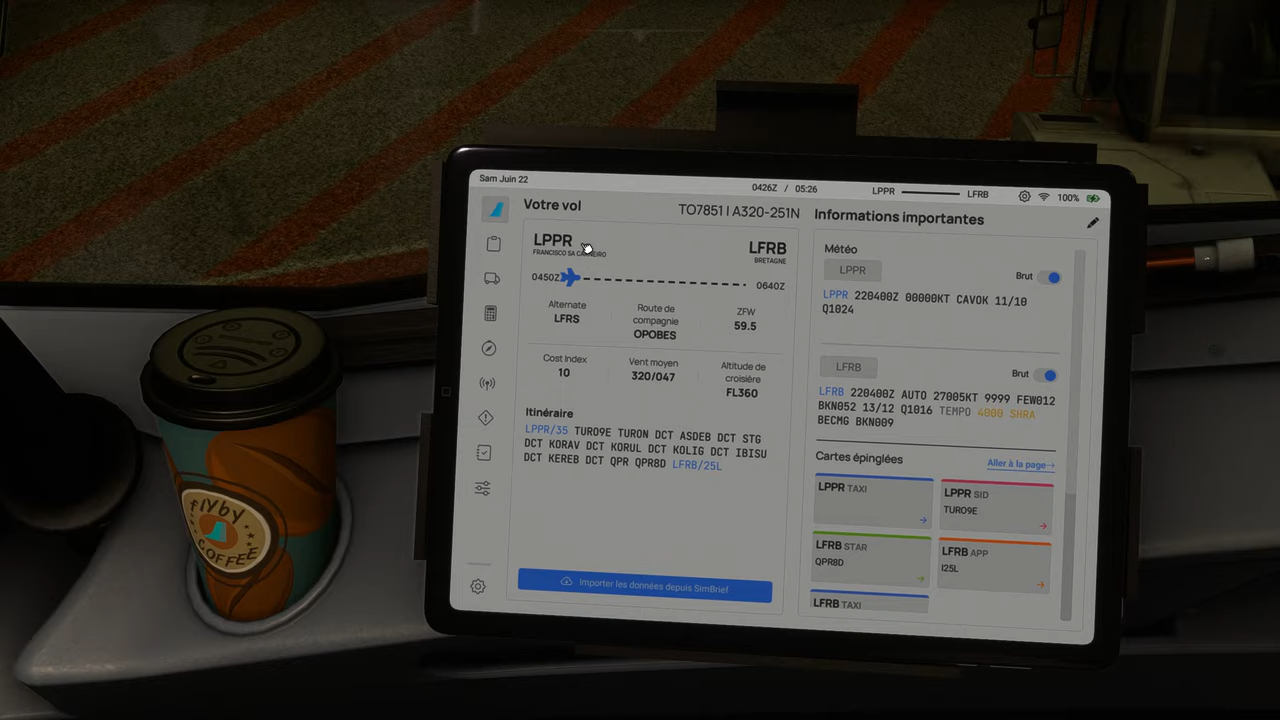 Sam Juin 22
0426Z / 05:26
LPPR LFRB
100%
Votre vol
TO7851 | A320-251N
LPPR
LFRB
BRETAGNE
0450Z
0640Z
Alternate
LFRS
Route de
compagnie
OPOBES
ZFW
59.5
Cost Index
10
Vent moyen
320/047
Altitude de
croisière
FL360
Itinéraire
LPPR/35 TURO9E TURON DCT ASDEB DCT STG
DCT KORAV DCT KORUL DCT KOLIG DCT IBISU
DCT KEREB DCT QPR QPR8D LFRB/25L
Importer les données depuis SimBrief
Informations importantes
Météo
LPPR
Brut
LPPR 220400Z 00000KT CAVOK 11/10
Q1024
LFRB
Brut
LFRB 220400Z AUTO 27005KT 9999 FEW012
BKN052 13/12 Q1016 TEMPO 4000 SHRA
BECMG BKN009
Cartes épinglées
Aller à la page
LPPR TAXI
LPPR SID
TURO9E
LFRB STAR
QPR8D
LFRB APP
I25L
LFRB TAXI
flyby
COFFEE